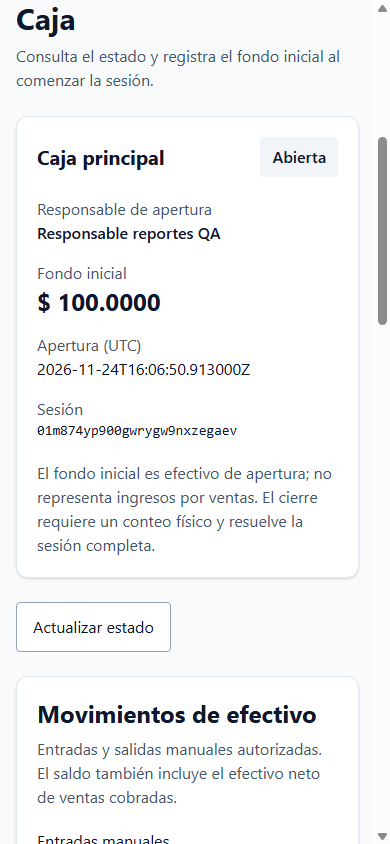 Caja
Consulta el estado y registra el fondo inicial al
comenzar la sesión.
Caja principal
Abierta
Responsable de apertura
Responsable reportes QA
Fondo inicial
$ 100.0000
Apertura (UTC)
2026-11-24T16:06:50.913000Z
Sesión
01m874yp900gwrygw9nxzegaev
El fondo inicial es efectivo de apertura; no
representa ingresos por ventas. El cierre
requiere un conteo físico y resuelve la
sesión completa.
Actualizar estado
Movimientos de efectivo
Entradas y salidas manuales autorizadas.
El saldo también incluye el efectivo neto
de ventas cobradas.
Entradas manuales